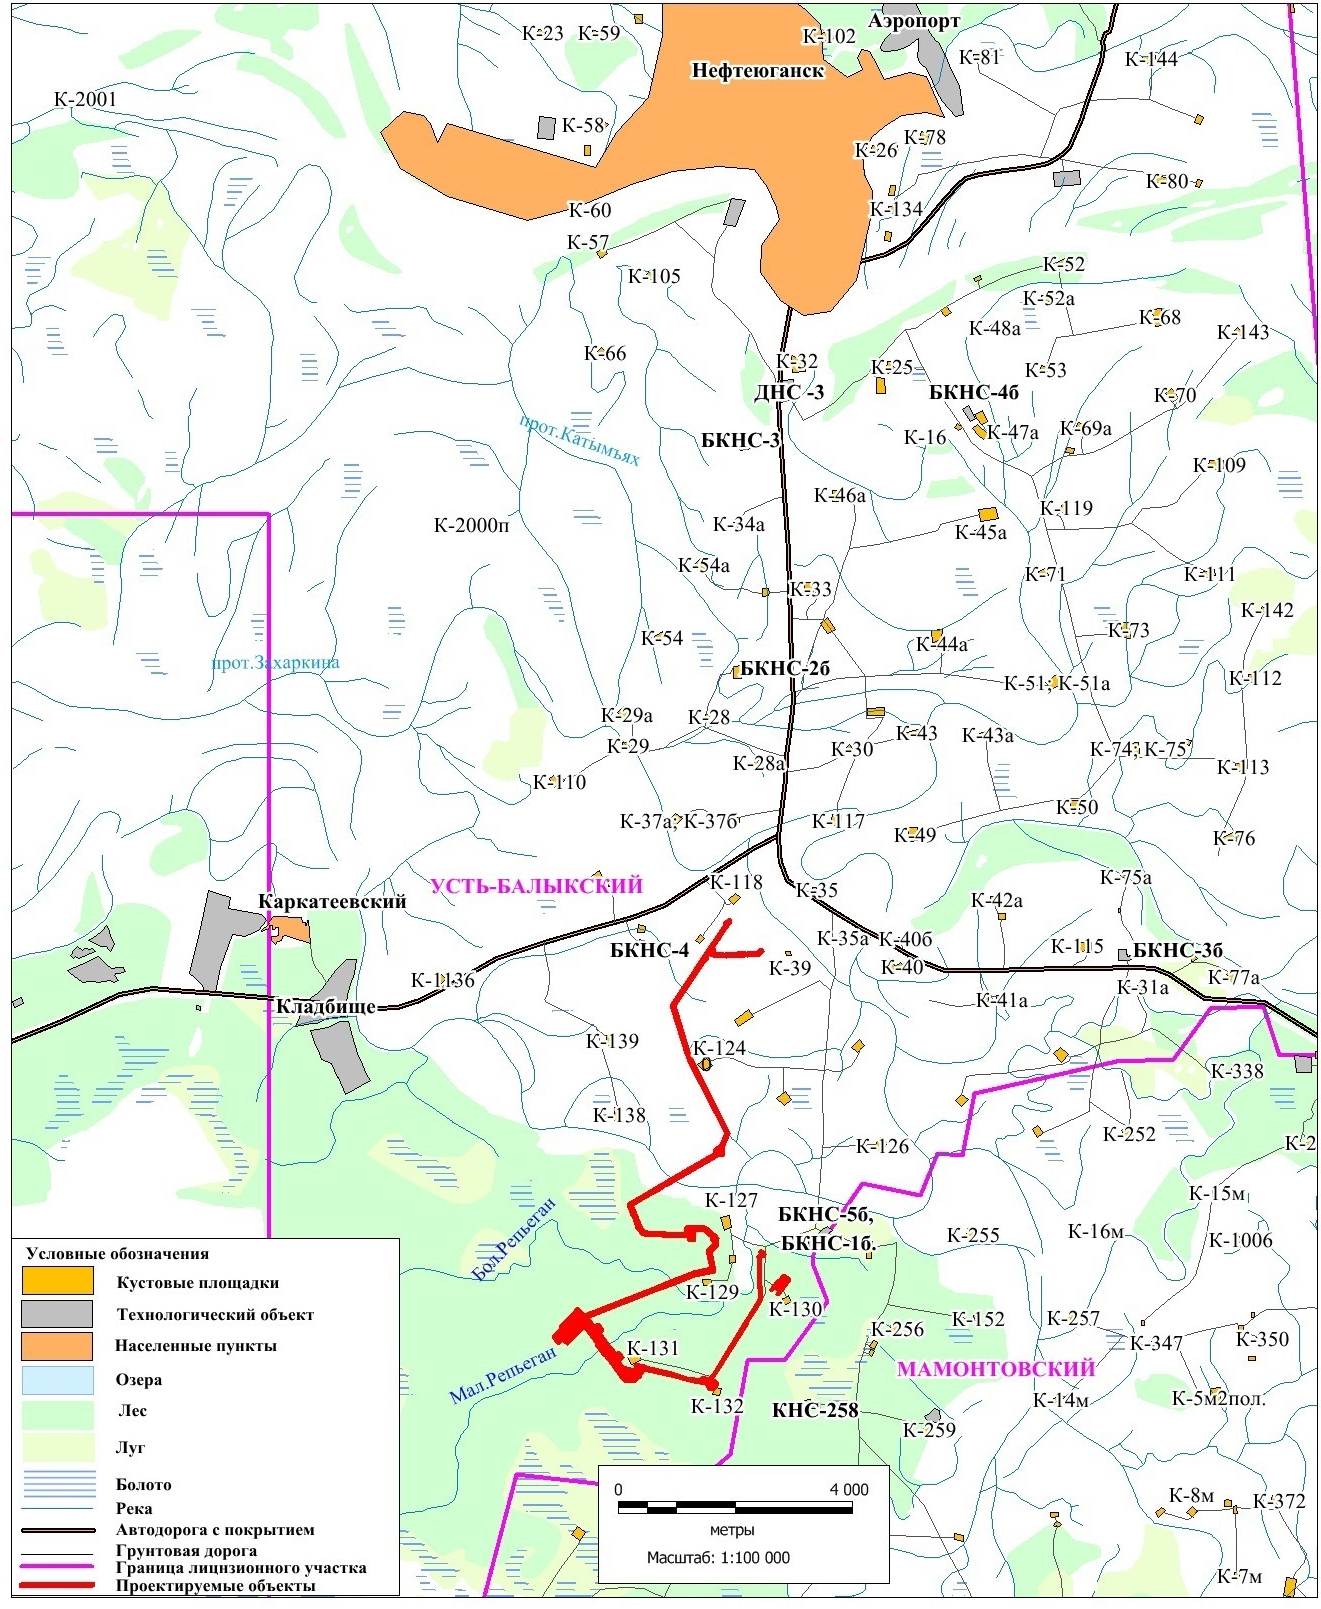 Аэропорт
К-23
К-59
К-102
К-81
К-144
Нефтеюганск
К-2001
К-58
К-78
К-26
К-80
К-60
К-134
К-57
К-105
К-52
К-52а
К-68
К-48а
К-143
К-66
К-32
К-25
К-53
ДНС -3
БКНС-4б
К-70
прот.Катымъях
БКНС-3
К-16
К-47а
К-69а
К-109
К-46а
К-2000п
К-34а
К-45а
К-119
К-54а
К-33
К-71
К-111
К-142
К-54
К-44а
К-73
прот.Захаркина
БКНС-2б
К-51, К-51а
К-112
К-29а
К-28
К-29
К-28а
К-30
К-43
К-43а
К-74, К-75
К-113
К-110
К-37а, К-37б
К-117
К-49
К-50
К-76
УСТЬ-БАЛЫКСКИЙ
К-118
К-35
К-75а
Каркатеевский
К-42а
БКНС-4
К-35а
К-40б
К-115
БКНС-3б
К-39
К-40
К-113б
К-77а
К-31а
Кладбище
К-41а
К-139
К-124
К-338
К-138
К-126
К-252
К-2
К-127
БКНС-5б,
БКНС-1б.
К-15м
К-255
К-16м
К-1006
Бол.Репьеган
К-129
К-130
К-152
К-257
К-256
К-347
К-350
К-131
Мал.Репьеган
МАМОНТОВСКИЙ
К-132
КНС-258
К-14м
К-5м2пол.
К-259
К-8м
К-372
К-7м
Условные обозначения
Кустовые площадки
Технологический объект
Населенные пункты
Озера
Лес
Луг
Болото
Река
Автодорога с покрытием
Грунтовая дорога
Граница лицнзионного участка
Проектируемые объекты
0
4 000
метры
Масштаб: 1:100 000